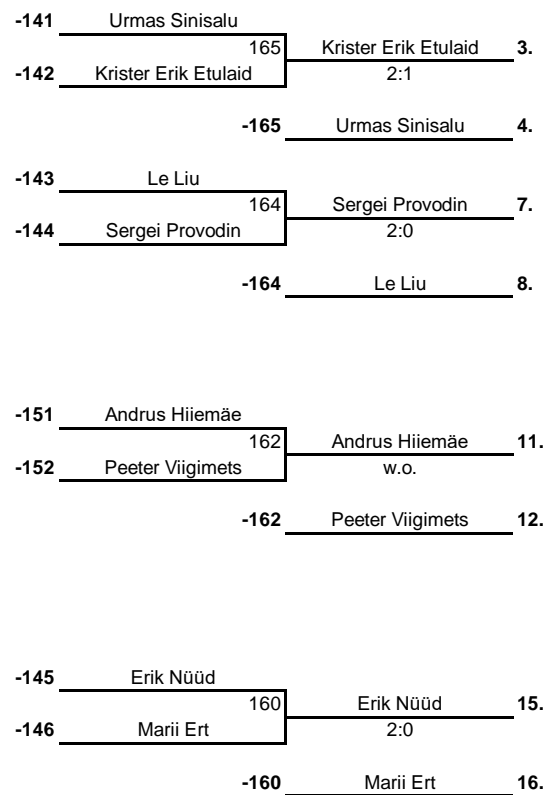 -141 Urmas Sinisalu
165 Krister Erik Etulaid 3.
-142 Krister Erik Etulaid 2:1
-165 Urmas Sinisalu 4.
-143 Le Liu
164 Sergei Provodin 7.
-144 Sergei Provodin 2:0
-164 Le Liu 8.
-151 Andrus Hiiemäe
162 Andrus Hiiemäe 11.
-152 Peeter Viigimets w.o.
-162 Peeter Viigimets 12.
-145 Erik Nüüd
160 Erik Nüüd 15.
-146 Marii Ert 2:0
-160 Marii Ert 16.